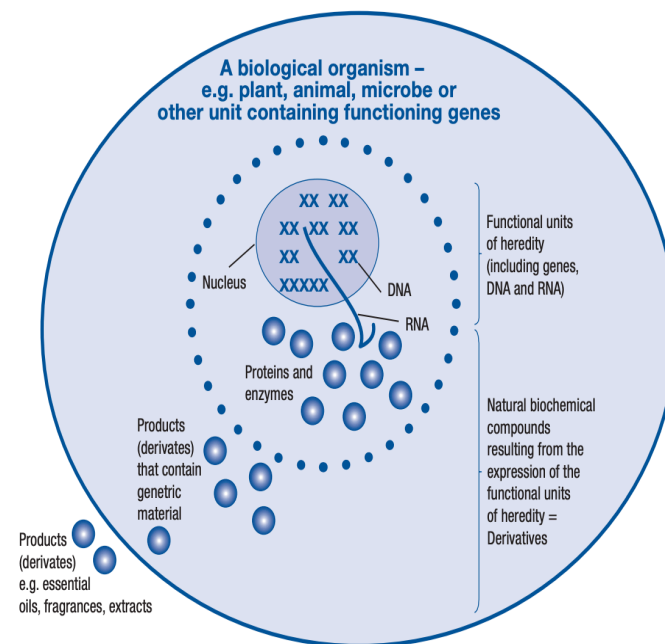 A biological organism –
e.g. plant, animal, microbe or
other unit containing functioning genes
XX XX
XX XX XX
XX XX
XXXXX
Nucleus
DNA
RNA
Functional units
of heredity
(including genes,
DNA and RNA)
Proteins and
enzymes
Natural biochemical
compounds
resulting from the
expression of the
functional units
of heredity =
Derivatives
Products
(derivates)
that contain
genetric
material
Products
(derivates)
e.g. essential
oils, fragrances, extracts